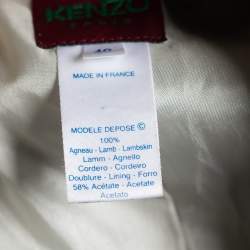 KENZO
PARIS
40
MADE IN FRANCE
MODELE DEPOSE ©
100%
Agneau - Lamb - Lambskin
Lamm - Agnello
Cordero - Cordeiro
Doublure - Lining - Forro
58% Acétate - Acetate
Acetato